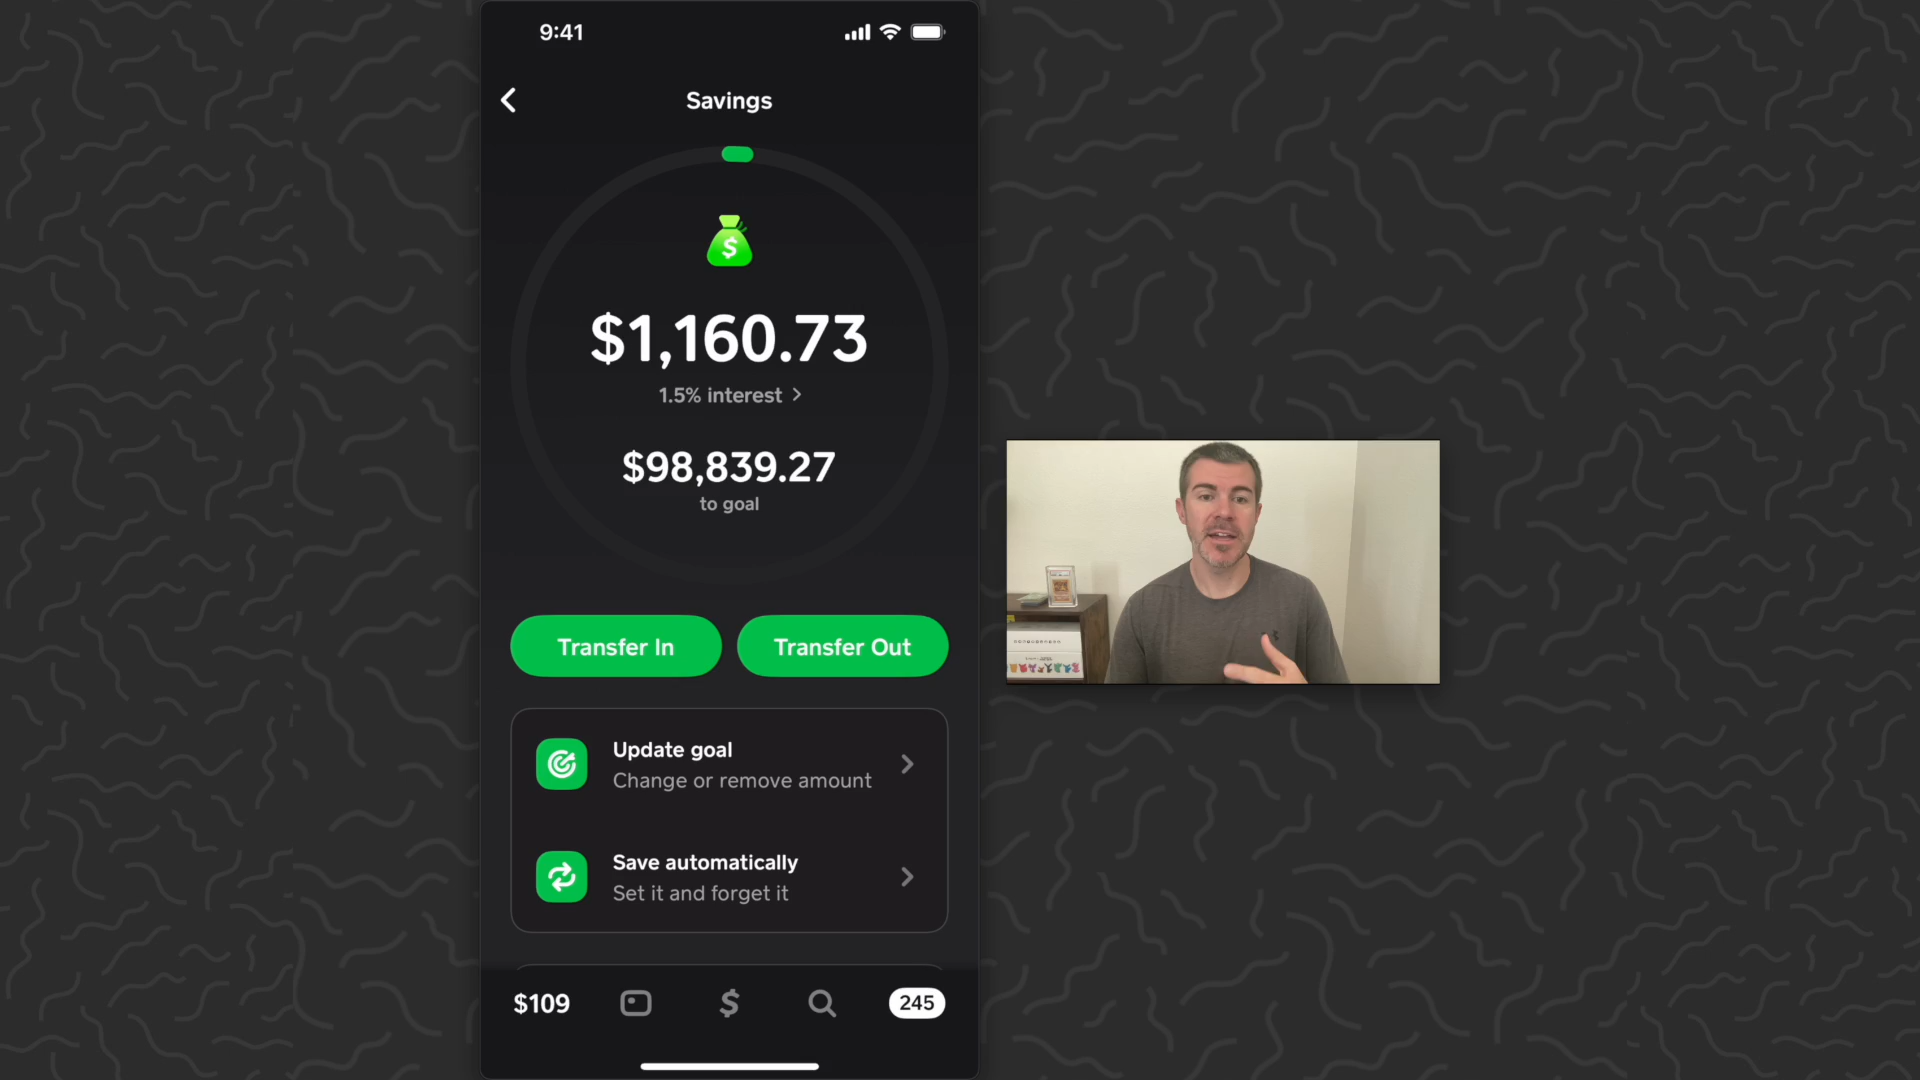 9:41
Savings
$
$1,160.73
1.5% interest >
$98,839.27
to goal
Transfer In
Transfer Out
Update goal
Change or remove amount
Save automatically
Set it and forget it
$109
$
245